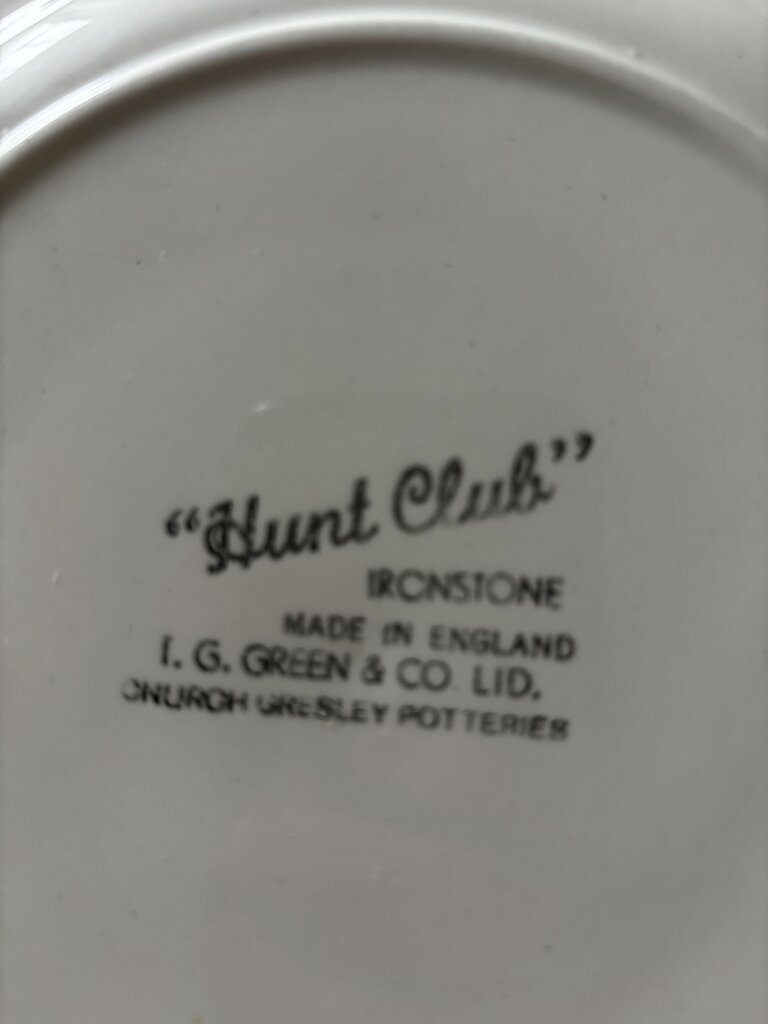 “Hunt Club”
IRONSTONE
MADE IN ENGLAND
T. G. GREEN & CO. LTD.
CHURCH GRESLEY POTTERIES